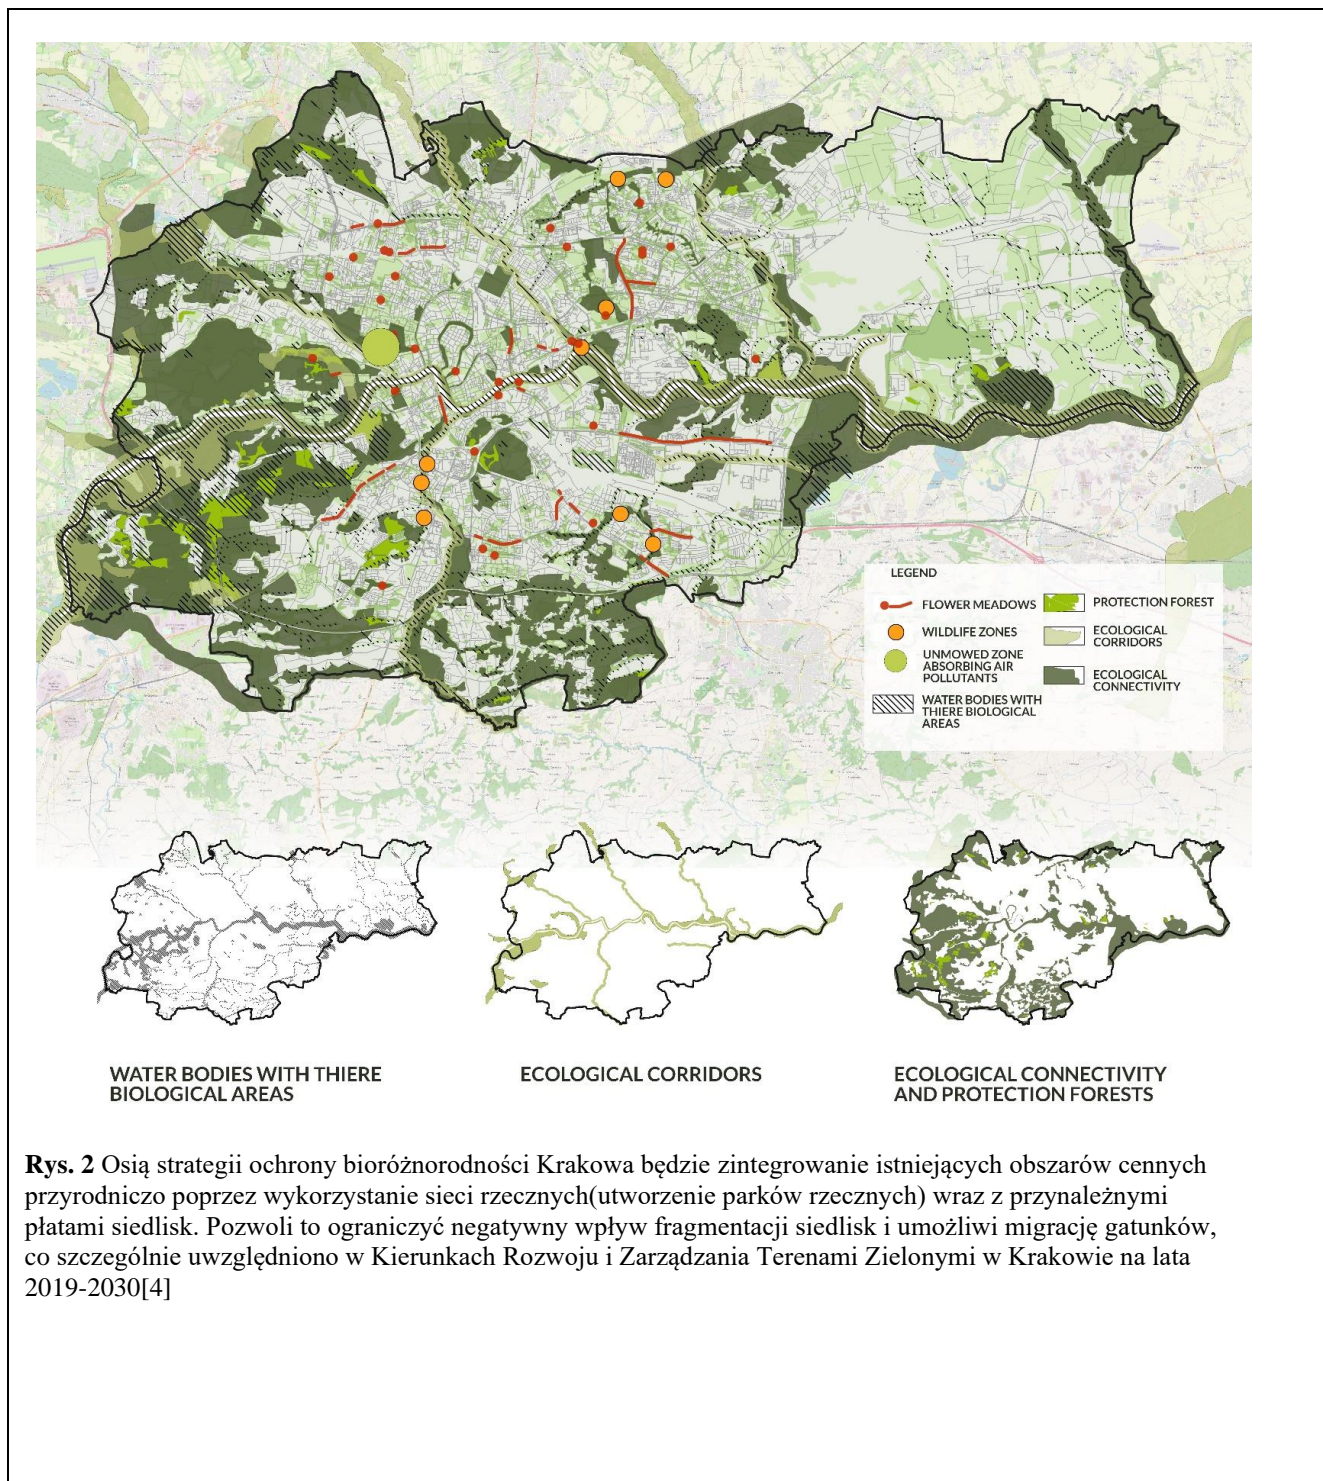 LEGEND
FLOWER MEADOWS
WILDLIFE ZONES
UNMOWED ZONE
ABSORBING AIR
POLLUTANTS
WATER BODIES WITH
THIERE BIOLOGICAL
AREAS
PROTECTION FOREST
ECOLOGICAL
CORRIDORS
ECOLOGICAL
CONNECTIVITY
WATER BODIES WITH THIERE
BIOLOGICAL AREAS
ECOLOGICAL CORRIDORS
ECOLOGICAL CONNECTIVITY
AND PROTECTION FORESTS
Rys. 2 Osią strategii ochrony bioróżnorodności Krakowa będzie zintegrowanie istniejących obszarów cennych
przyrodniczo poprzez wykorzystanie sieci rzecznych(utworzenie parków rzecznych) wraz z przynależnymi
płatami siedlisk. Pozwoli to ograniczyć negatywny wpływ fragmentacji siedlisk i umożliwi migrację gatunków,
co szczególnie uwzględniono w Kierunkach Rozwoju i Zarządzania Terenami Zielonymi w Krakowie na lata
2019-2030[4]